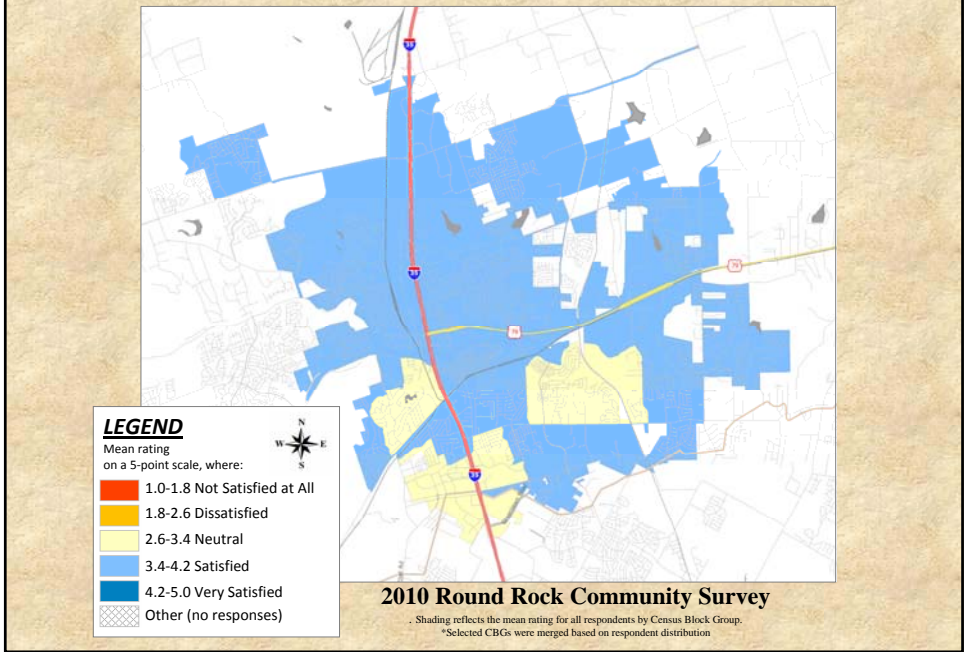 35
35
79
79
35
LEGEND
N
W E
S
Mean rating
on a 5-point scale, where:
1.0-1.8 Not Satisfied at All
1.8-2.6 Dissatisfied
2.6-3.4 Neutral
3.4-4.2 Satisfied
4.2-5.0 Very Satisfied
Other (no responses)
2010 Round Rock Community Survey
. Shading reflects the mean rating for all respondents by Census Block Group.
*Selected CBGs were merged based on respondent distribution